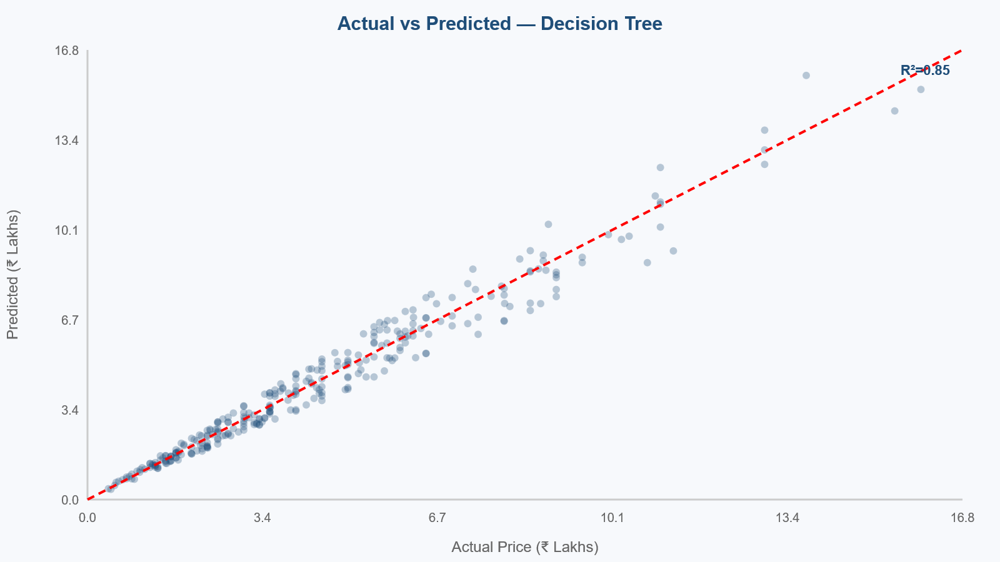 Actual vs Predicted — Decision Tree
16.8
R²=0.85
13.4
10.1
6.7
3.4
0.0
Predicted (₹ Lakhs)
0.0 3.4 6.7 10.1 13.4 16.8
Actual Price (₹ Lakhs)